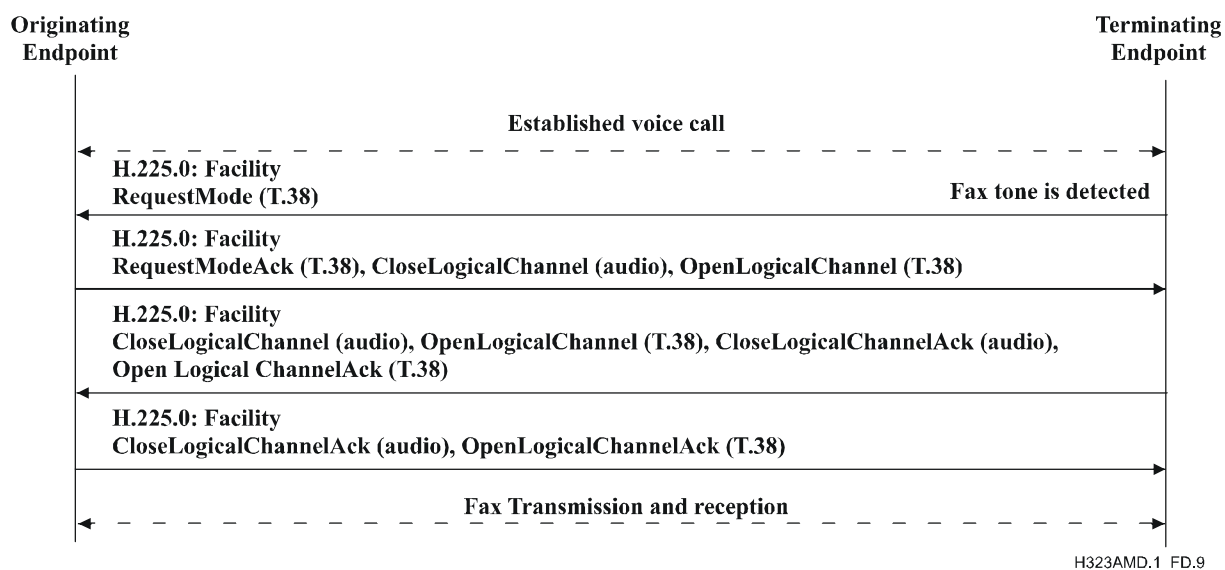 Originating
Endpoint
Terminating
Endpoint
Established voice call
H.225.0: Facility
RequestMode (T.38)
Fax tone is detected
H.225.0: Facility
RequestModeAck (T.38), CloseLogicalChannel (audio), OpenLogicalChannel (T.38)
H.225.0: Facility
CloseLogicalChannel (audio), OpenLogicalChannel (T.38), CloseLogicalChannelAck (audio),
Open Logical ChannelAck (T.38)
H.225.0: Facility
CloseLogicalChannelAck (audio), OpenLogicalChannelAck (T.38)
Fax Transmission and reception
H323AMD.1_FD.9